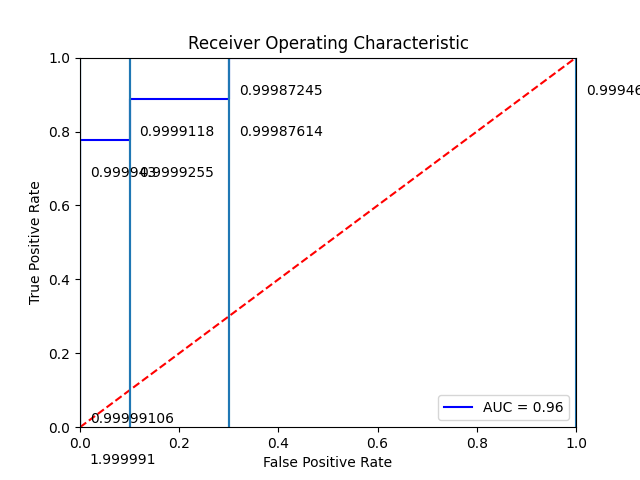 Receiver Operating Characteristic
1.0
0.99987245
0.99946
0.8
0.9999118
0.99987614
0.9999255
0.6
True Positive Rate
0.4
0.2
0.99999106
AUC = 0.96
0.0
0.0 0.2 0.4 0.6 0.8 1.0
1.999991
False Positive Rate